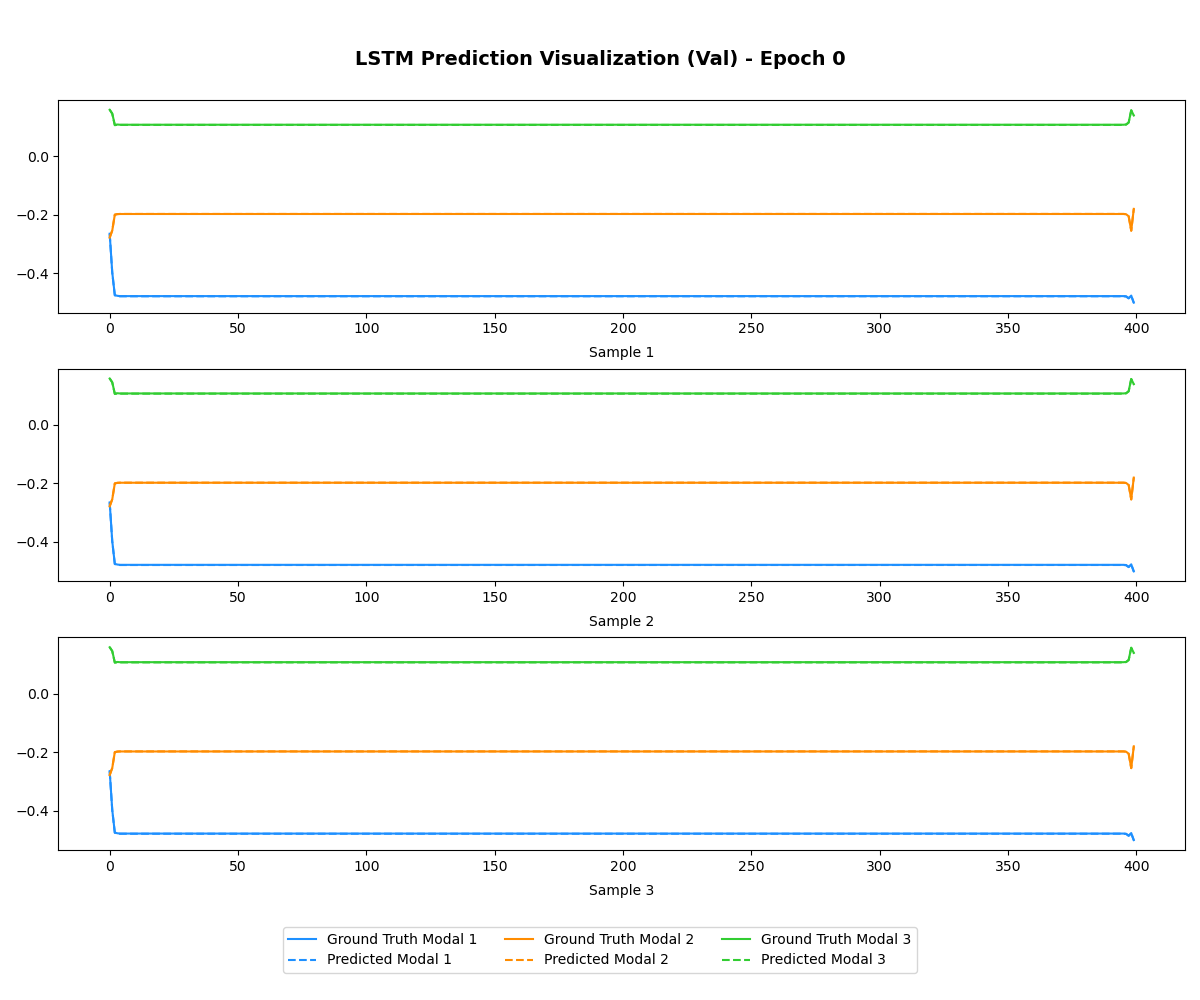 LSTM Prediction Visualization (Val) - Epoch 0
0.0
−0.2
−0.4
0 50 100 150 200 250 300 350 400
Sample 1
0.0
−0.2
−0.4
0 50 100 150 200 250 300 350 400
Sample 2
0.0
−0.2
−0.4
0 50 100 150 200 250 300 350 400
Sample 3
Ground Truth Modal 1 Ground Truth Modal 2 Ground Truth Modal 3
Predicted Modal 1 Predicted Modal 2 Predicted Modal 3